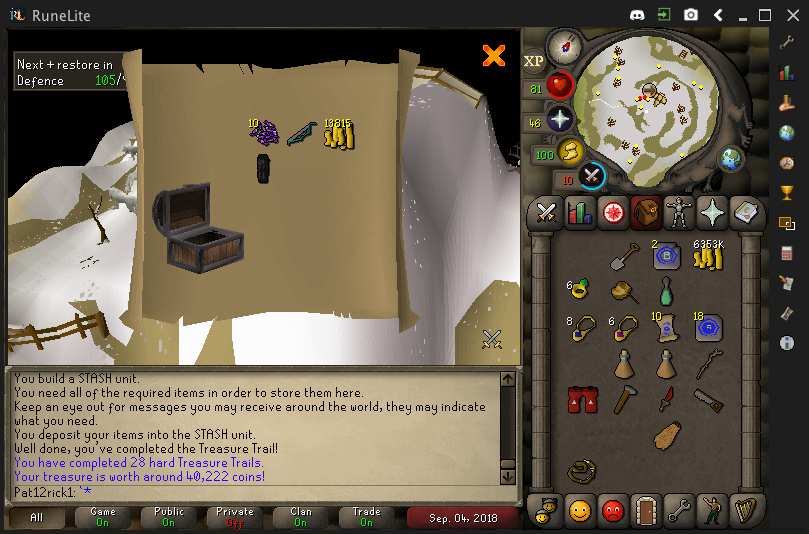 RuneLite
Next + restore in
Defence 105/
10
13815
XP
81
46
100
10
2
6353K
6
8
6
10
18
You build a STASH unit.
You need all of the required items in order to store them here.
Keep an eye out for messages you may receive around the world, they may indicate
what you need.
You deposit your items into the STASH unit.
Well done, you've completed the Treasure Trail!
You have completed 28 hard Treasure Trails.
Your treasure is worth around 40,222 coins!
Pat12rick1: `*
All
Game
On
Public
On
Private
Off
Clan
On
Trade
On
Sep. 04, 2018